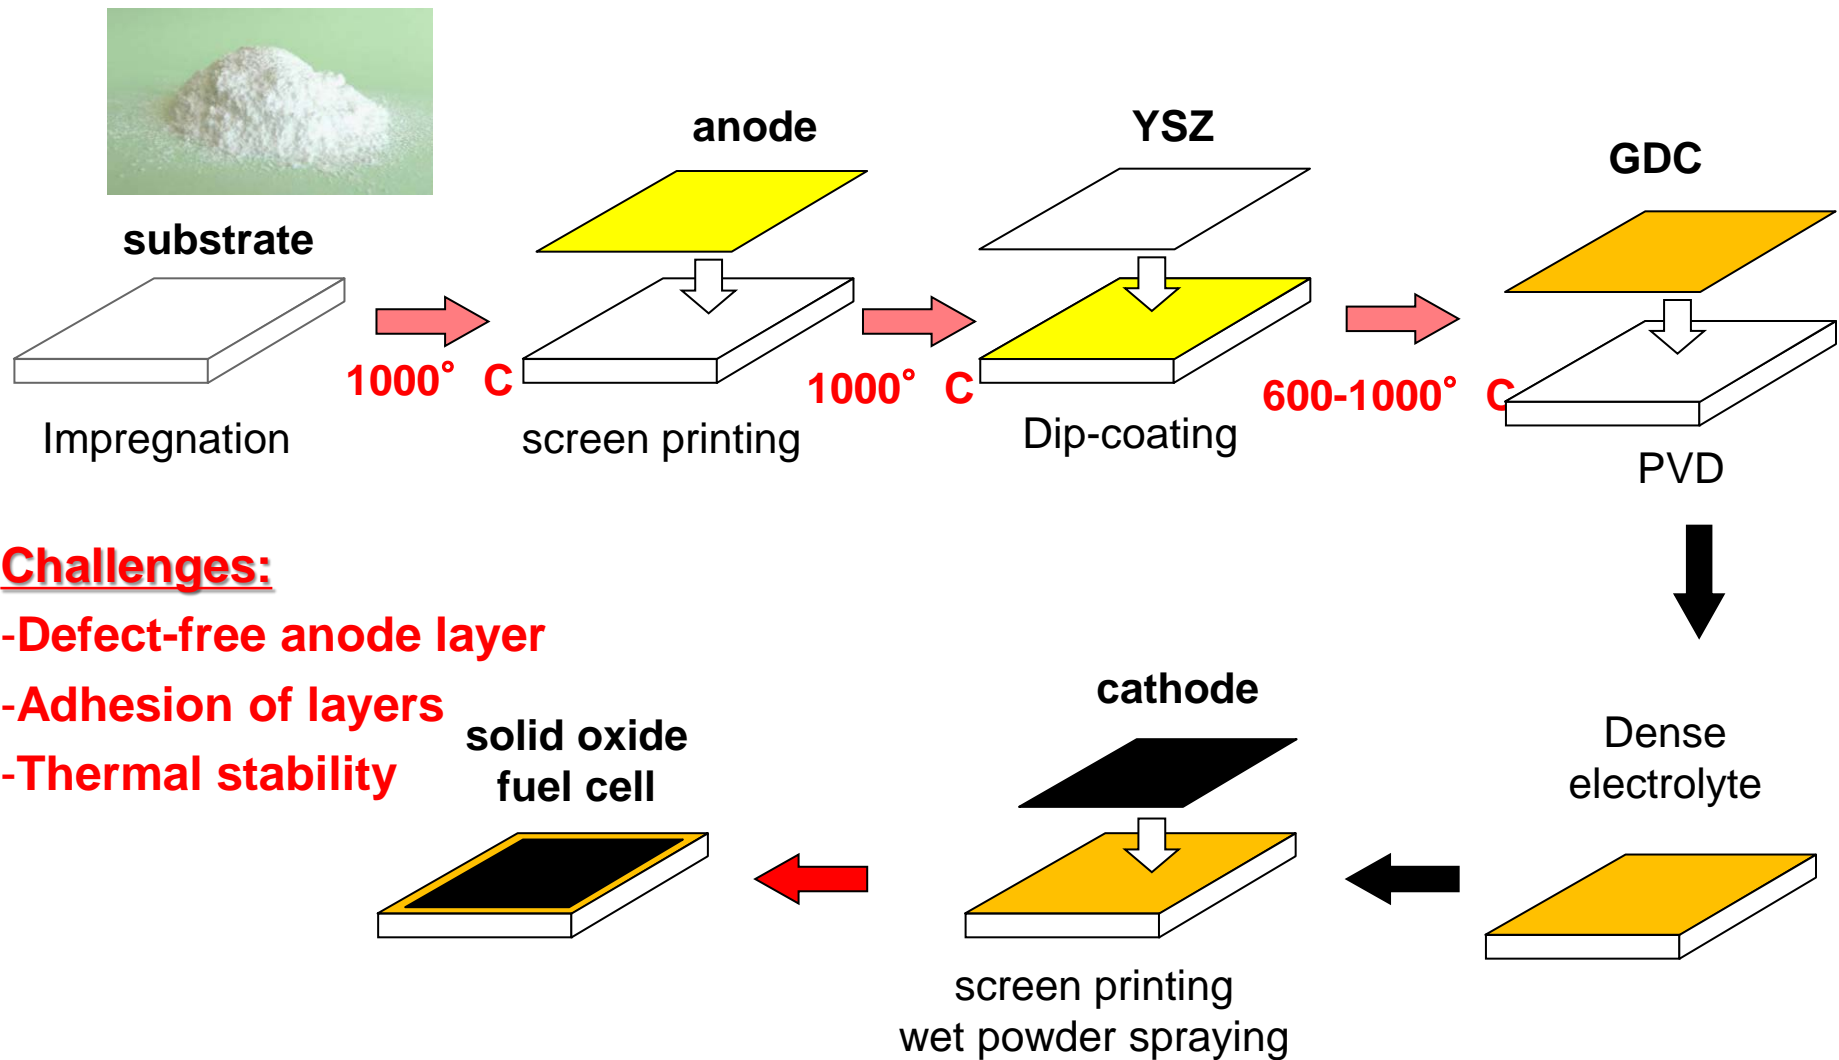 substrate
Impregnation
1000° C
anode
screen printing
1000° C
YSZ
Dip-coating
600-1000° C
GDC
PVD
Challenges:
-Defect-free anode layer
-Adhesion of layers
-Thermal stability
Dense
electrolyte
cathode
screen printing
wet powder spraying
solid oxide
fuel cell